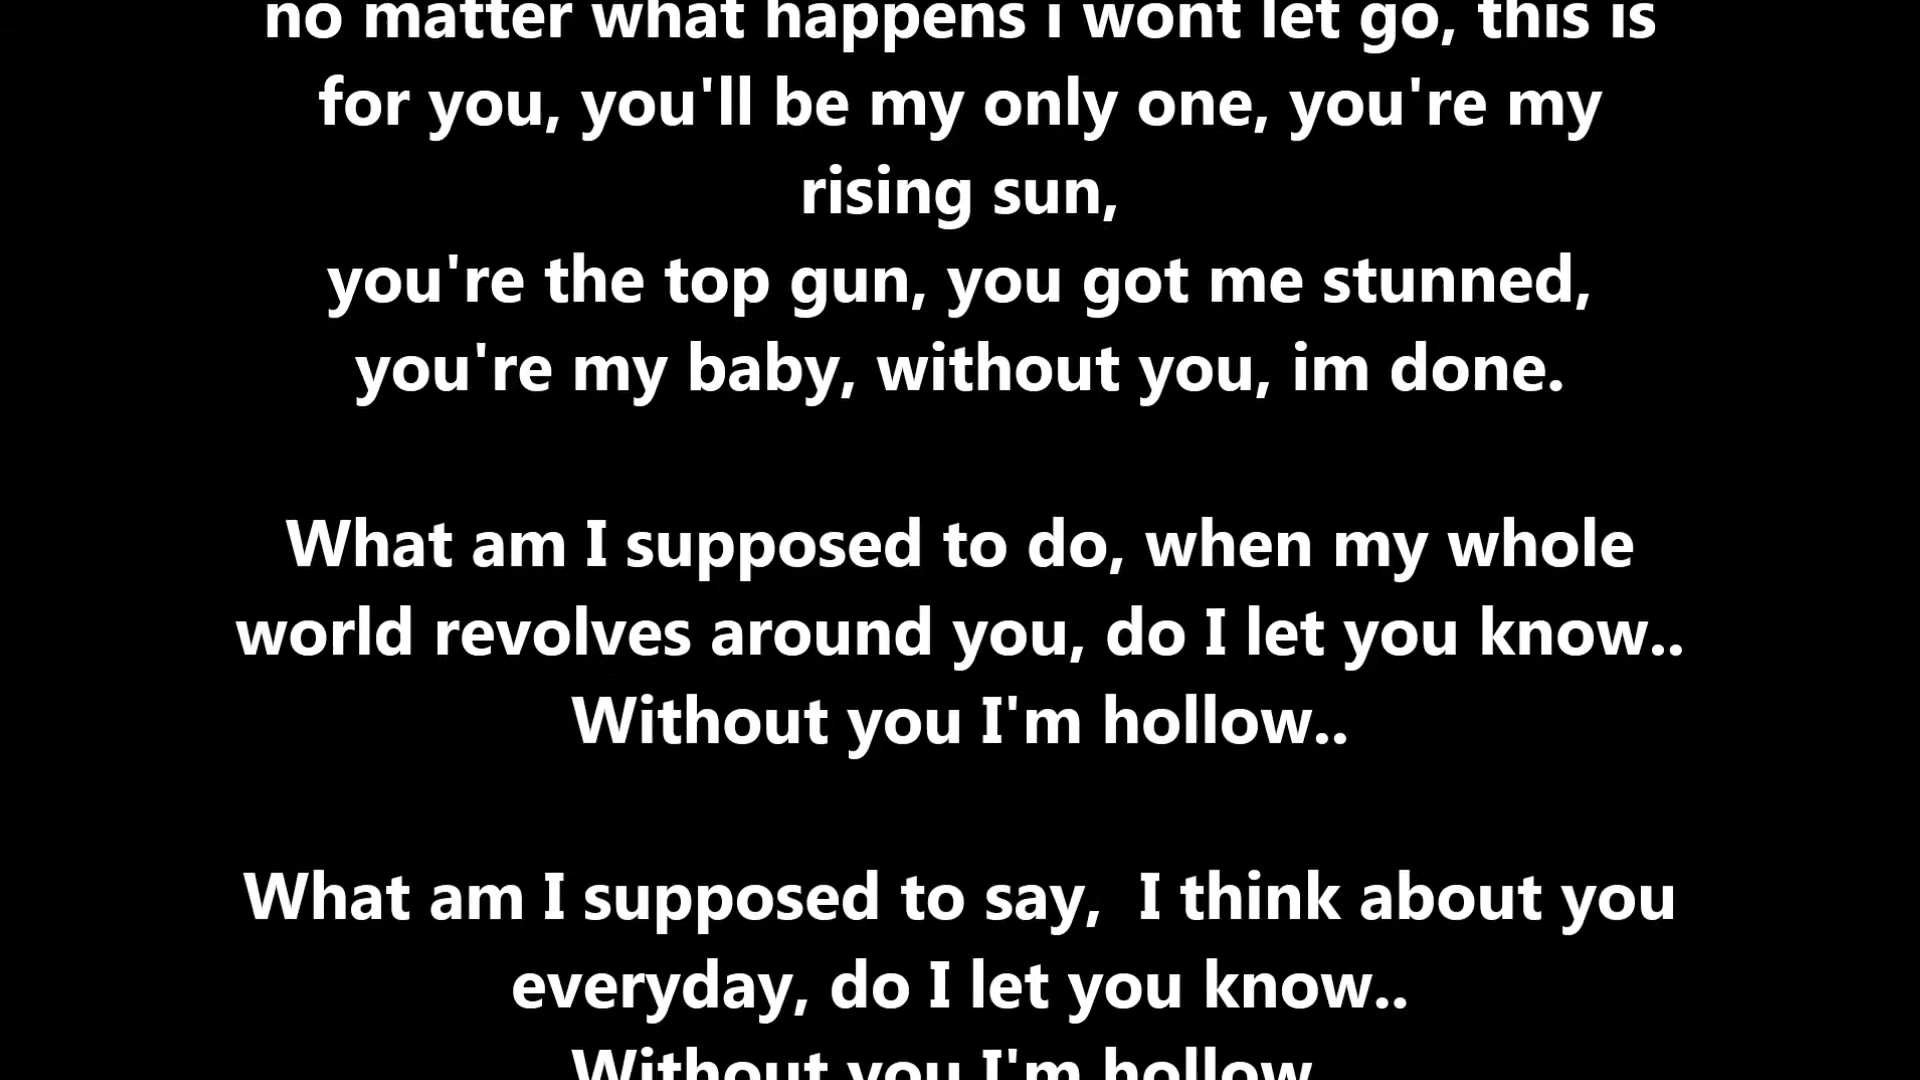 no matter what happens i wont let go, this is
for you, you'll be my only one, you're my
rising sun,
you're the top gun, you got me stunned,
you're my baby, without you, im done.
What am I supposed to do, when my whole
world revolves around you, do I let you know..
Without you I'm hollow..
What am I supposed to say,  I think about you
everyday, do I let you know..
Without you I'm hollow